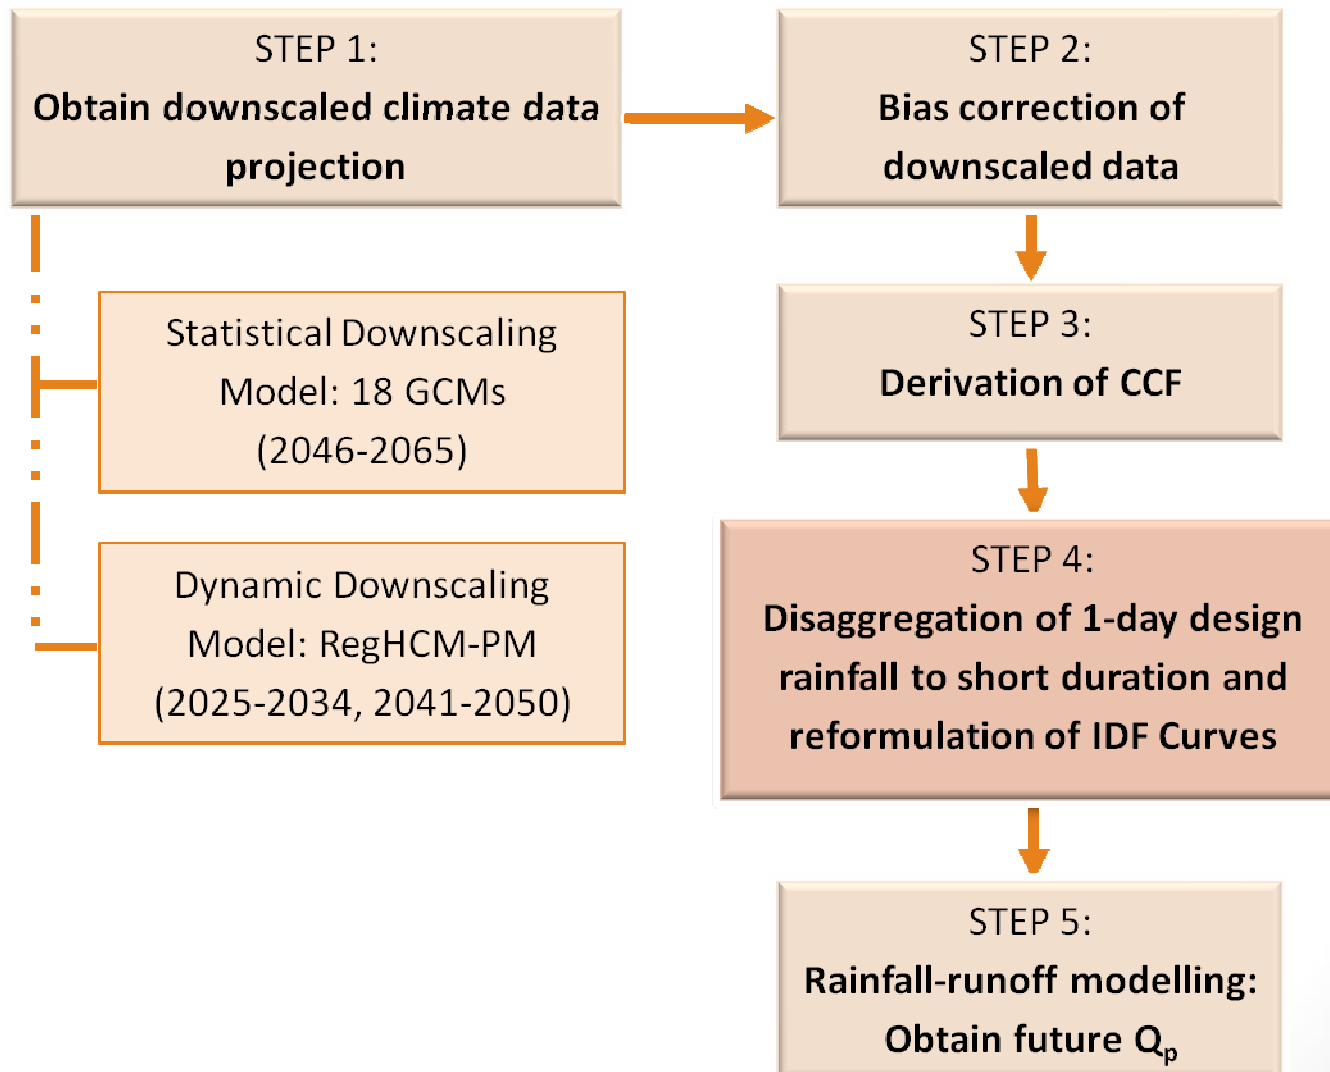 STEP 1:
Obtain downscaled climate data
projection
Statistical Downscaling
Model: 18 GCMs
(2046-2065)
Dynamic Downscaling
Model: RegHCM-PM
(2025-2034, 2041-2050)
STEP 2:
Bias correction of
downscaled data
STEP 3:
Derivation of CCF
STEP 4:
Disaggregation of 1-day design
rainfall to short duration and
reformulation of IDF Curves
STEP 5:
Rainfall-runoff modelling:
Obtain future Qp